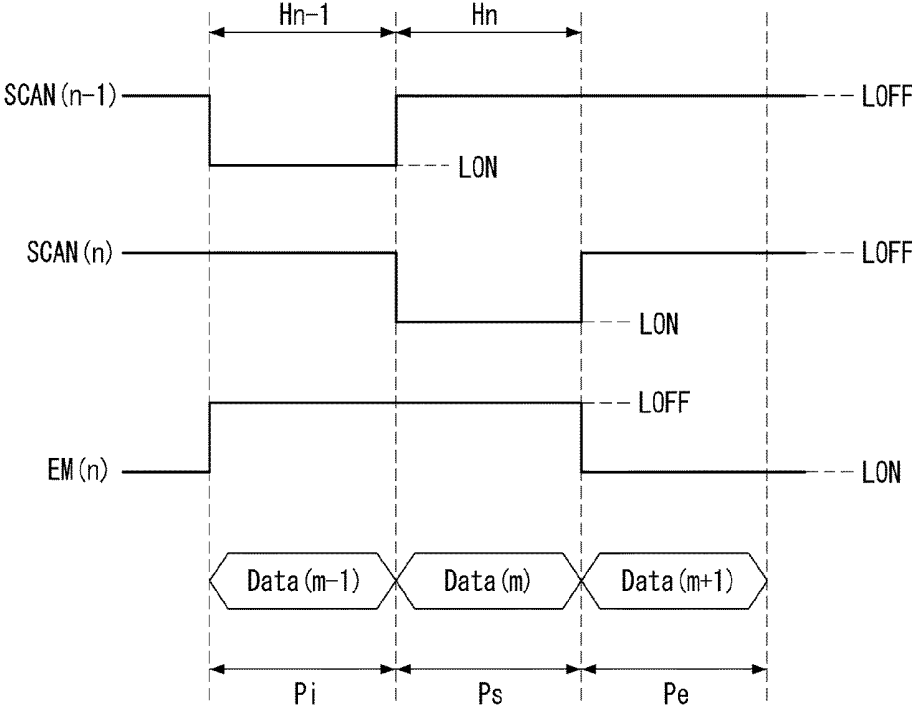 Hn-1 Hn
SCAN(n-1) LOFF
LON
SCAN(n) LOFF
LON
LOFF
EM(n) LON
Data(m-1) Data(m) Data(m+1)
Pi Ps Pe